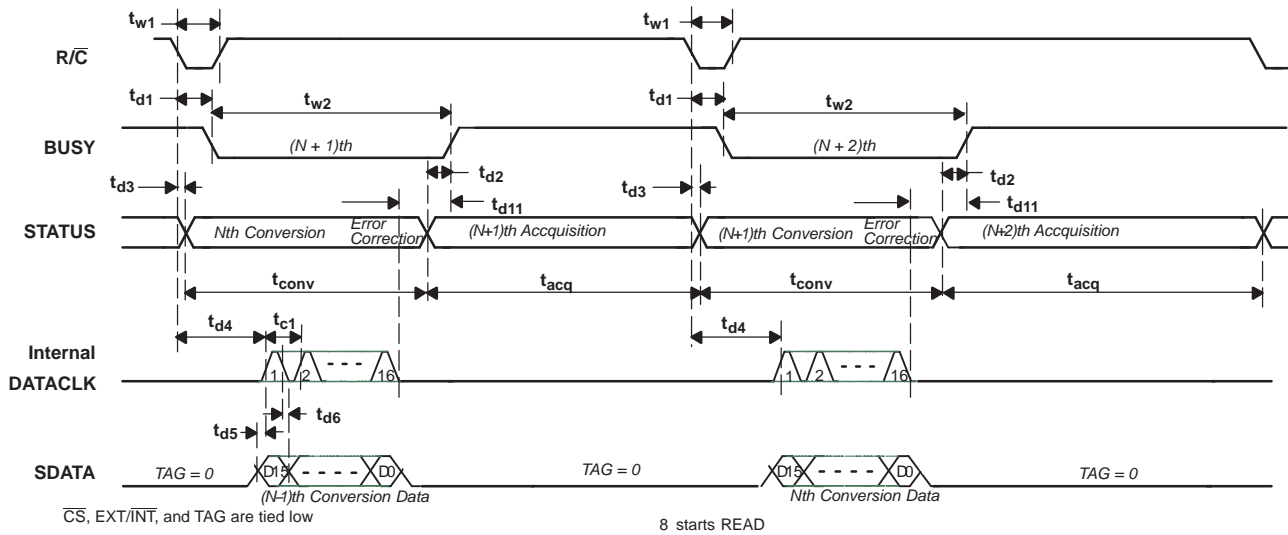 tw1 tw1
R/C
td1 tw2 td1 tw2
BUSY (N + 1)th (N + 2)th
td3 td2 td3 td2
td11 td11
STATUS Nth Conversion Error Correction (N+1)th Accquisition (N+1)th Conversion Error Correction (N+2)th Accquisition
tconv tacq tconv tacq
td4 tc1 td4
Internal
DATACLK 1 2 - - - 16 1 2 - - - 16
td5 td6
SDATA TAG = 0 D15 - - - - D0 TAG = 0 D15 - - - - D0 TAG = 0
(N-1)th Conversion Data Nth Conversion Data
CS, EXT/INT, and TAG are tied low
8 starts READ